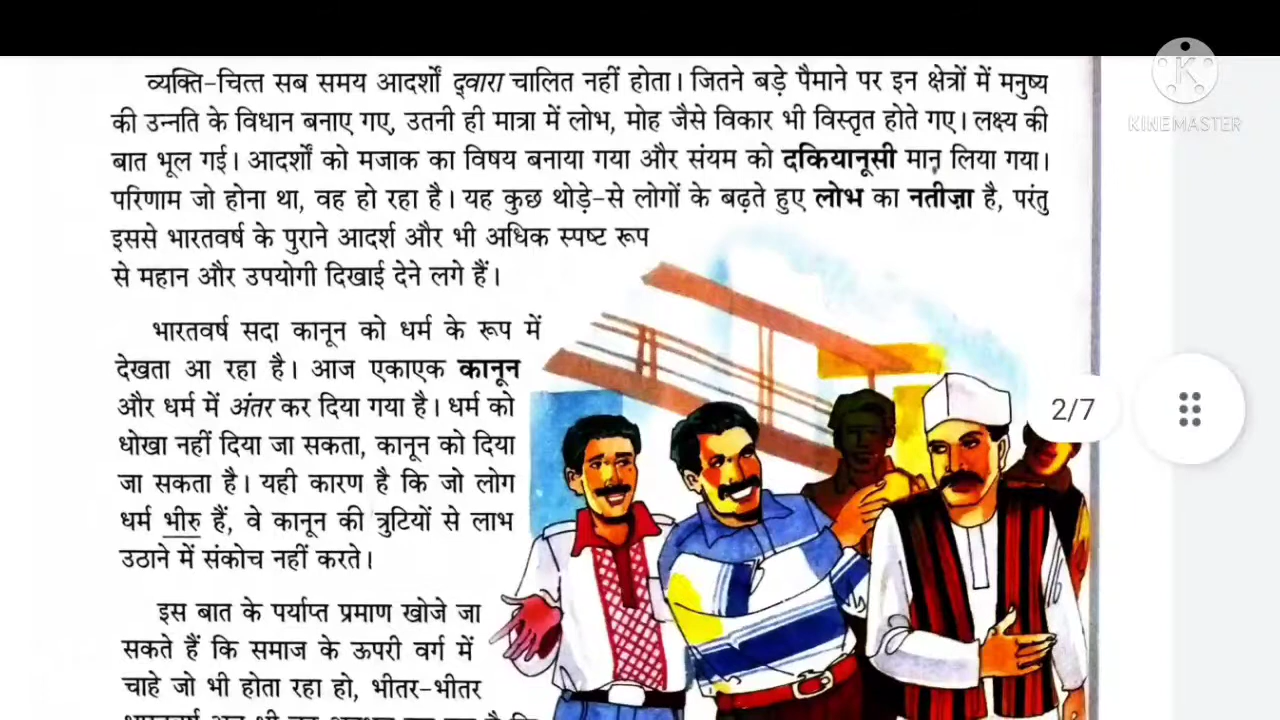 व्यक्ति-चित्त सब समय आदर्शों द्वारा चालित नहीं होता। जितने बड़े पैमाने पर इन क्षेत्रों में मनुष्य
की उन्नति के विधान बनाए गए, उतनी ही मात्रा में लोभ, मोह जैसे विकार भी विस्तृत होते गए। लक्ष्य की
बात भूल गई। आदर्शों को मजाक का विषय बनाया गया और संयम को दकियानूसी मान लिया गया।
परिणाम जो होना था, वह हो रहा है। यह कुछ थोड़े-से लोगों के बढ़ते हुए लोभ का नतीज़ा है, परंतु
इससे भारतवर्ष के पुराने आदर्श और भी अधिक स्पष्ट रूप
से महान और उपयोगी दिखाई देने लगे हैं।
भारतवर्ष सदा कानून को धर्म के रूप में
देखता आ रहा है। आज एकाएक कानून
और धर्म में अंतर कर दिया गया है। धर्म को
धोखा नहीं दिया जा सकता, कानून को दिया
जा सकता है। यही कारण है कि जो लोग
धर्म भीरु हैं, वे कानून की त्रुटियों से लाभ
उठाने में संकोच नहीं करते।
इस बात के पर्याप्त प्रमाण खोजे जा
सकते हैं कि समाज के ऊपरी वर्ग में
चाहे जो भी होता रहा हो, भीतर-भीतर
K
KINEMASTER
2/7